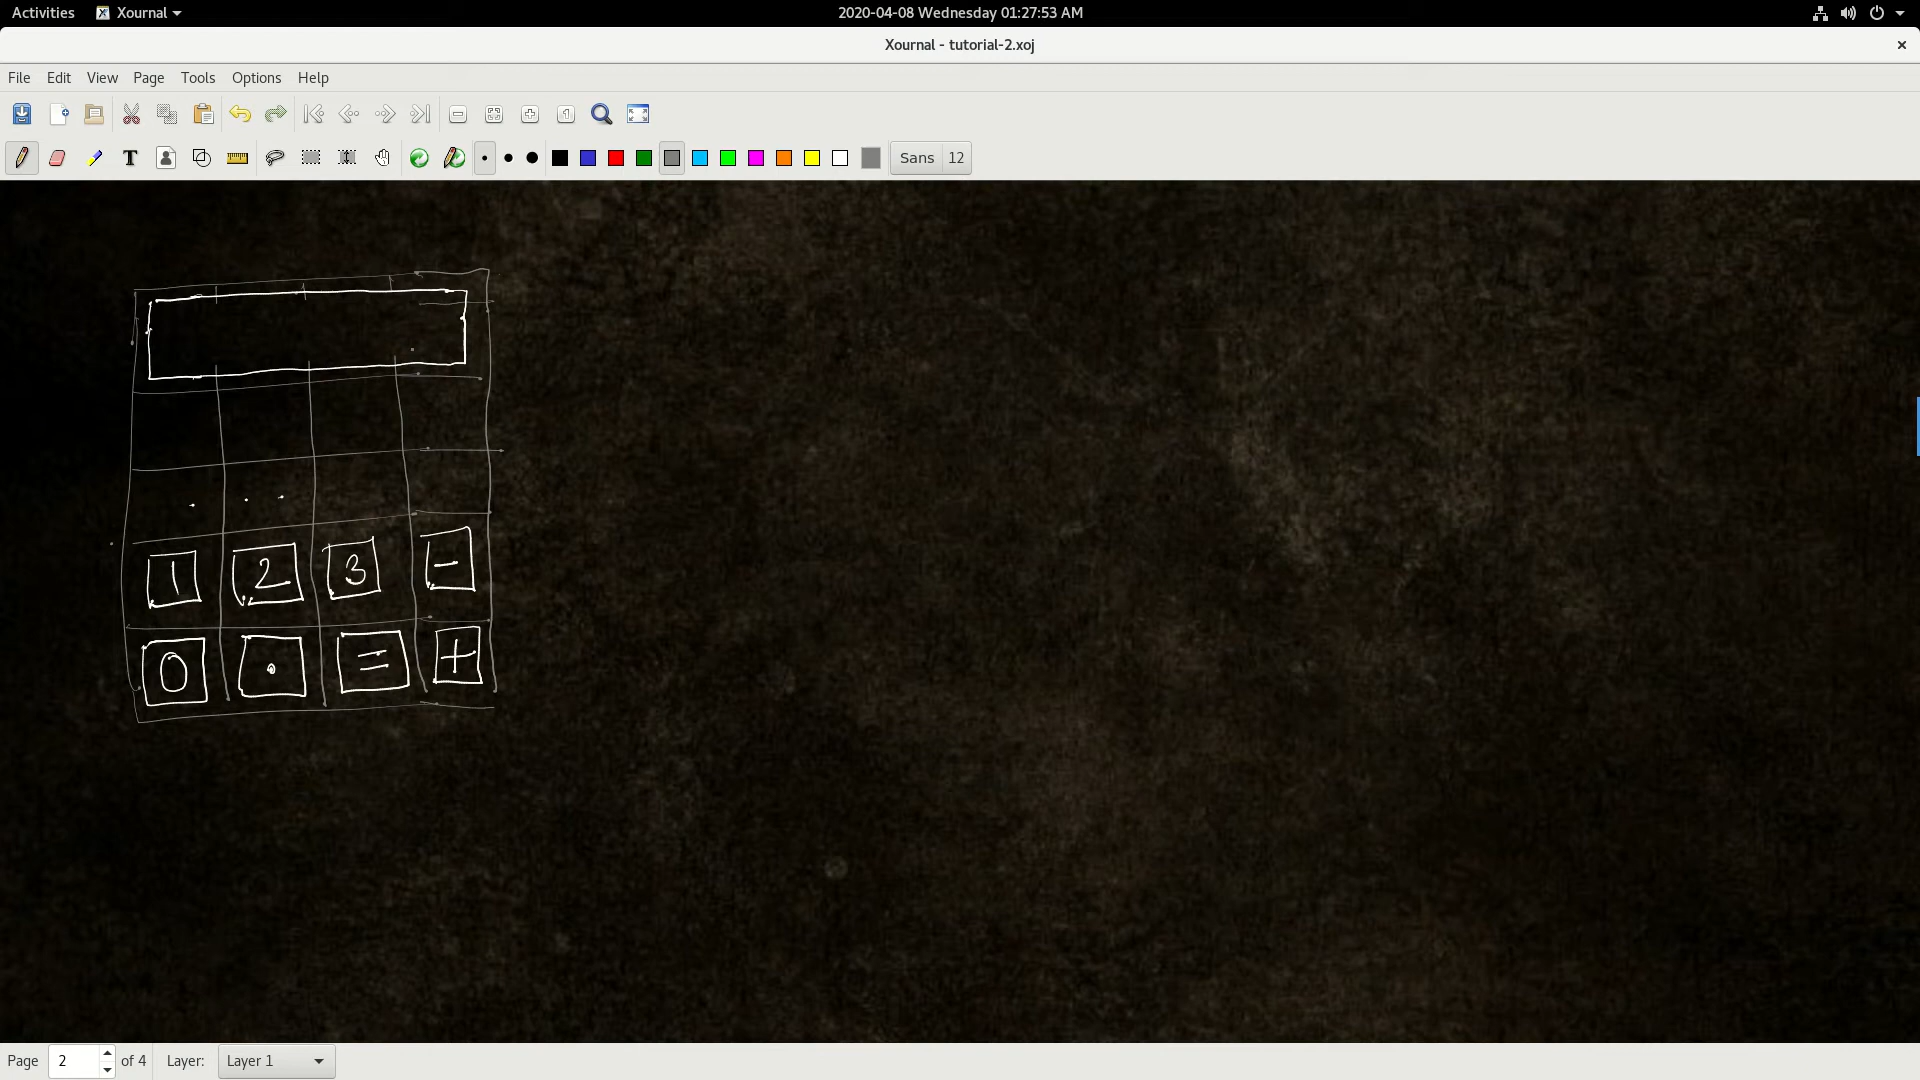 Activities Xournal 2020-04-08 Wednesday 01:27:53 AM
Xournal - tutorial-2.xoj
File Edit View Page Tools Options Help
T Sans 12
1 2 3 -
0 . = +
Page 2 of 4 Layer: Layer 1